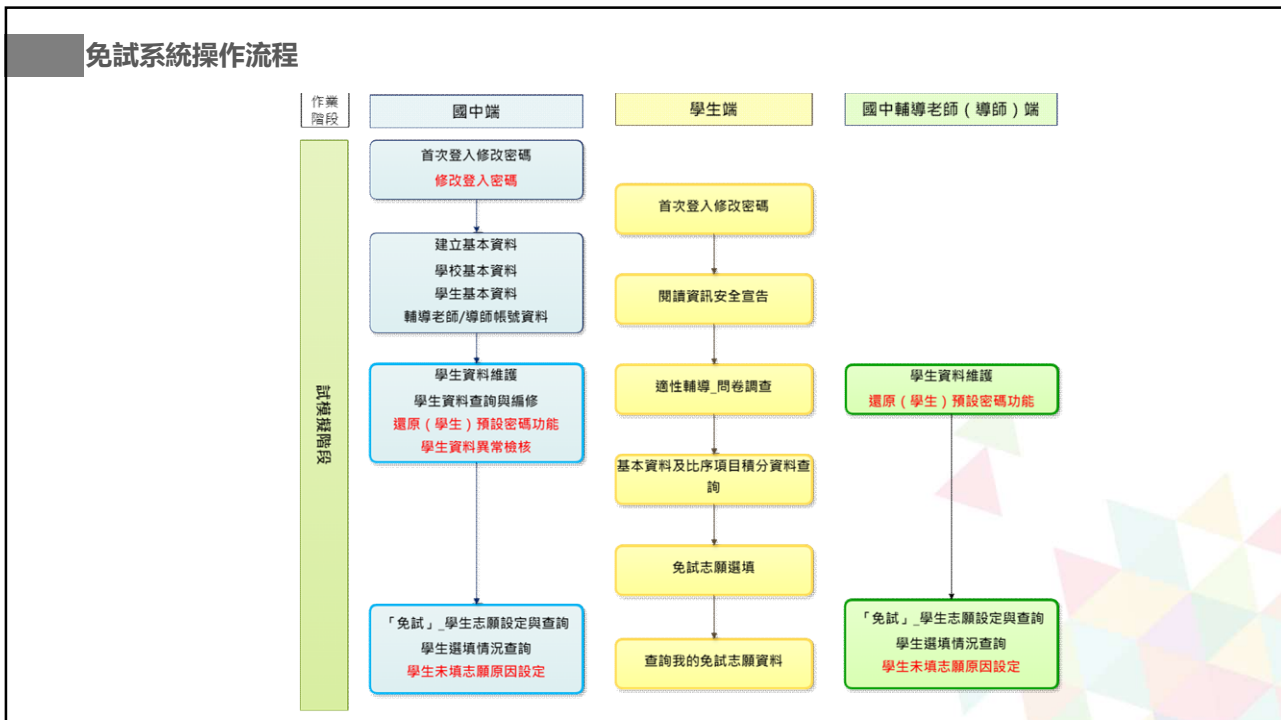 免試系統操作流程
作業
階段
國中端
學生端
國中輔導老師（導師）端
試模擬階段
首次登入修改密碼
修改登入密碼
建立基本資料
學校基本資料
學生基本資料
輔導老師/導師帳號資料
學生資料維護
學生資料查詢與編修
還原（學生）預設密碼功能
學生資料異常檢核
「免試」_學生志願設定與查詢
學生選填情況查詢
學生未填志願原因設定
首次登入修改密碼
閱讀資訊安全宣告
適性輔導_問卷調查
基本資料及比序項目積分資料查
詢
免試志願選填
查詢我的免試志願資料
學生資料維護
還原（學生）預設密碼功能
「免試」_學生志願設定與查詢
學生選填情況查詢
學生未填志願原因設定